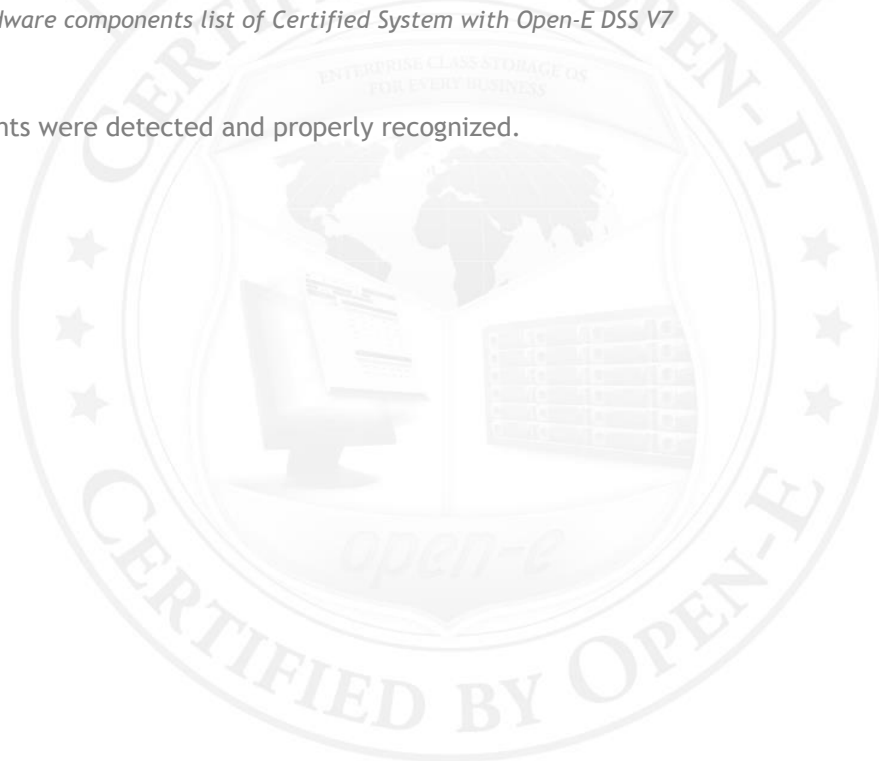 dware components list of Certified System with Open-E DSS V7
ENTERPRISE CLASS STORAGE OS
FOR EVERY BUSINESS
nts were detected and properly recognized.
open-e
CERTIFIED BY OPEN-E